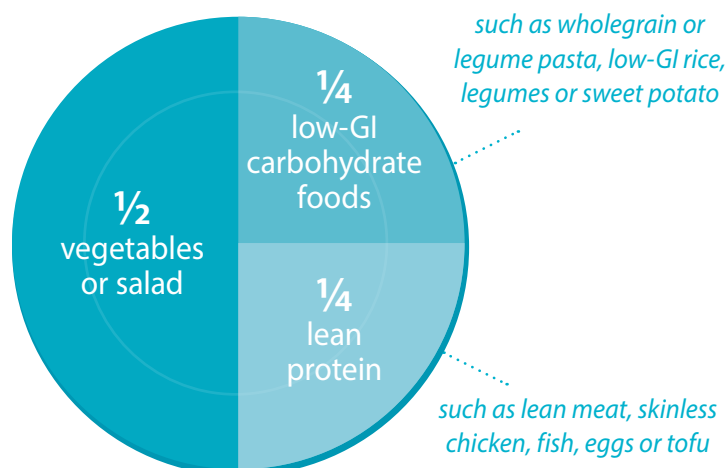 ½
vegetables
or salad
¼
low-GI
carbohydrate
foods
such as wholegrain or
legume pasta, low-GI rice,
legumes or sweet potato
¼
lean
protein
such as lean meat, skinless
chicken, fish, eggs or tofu